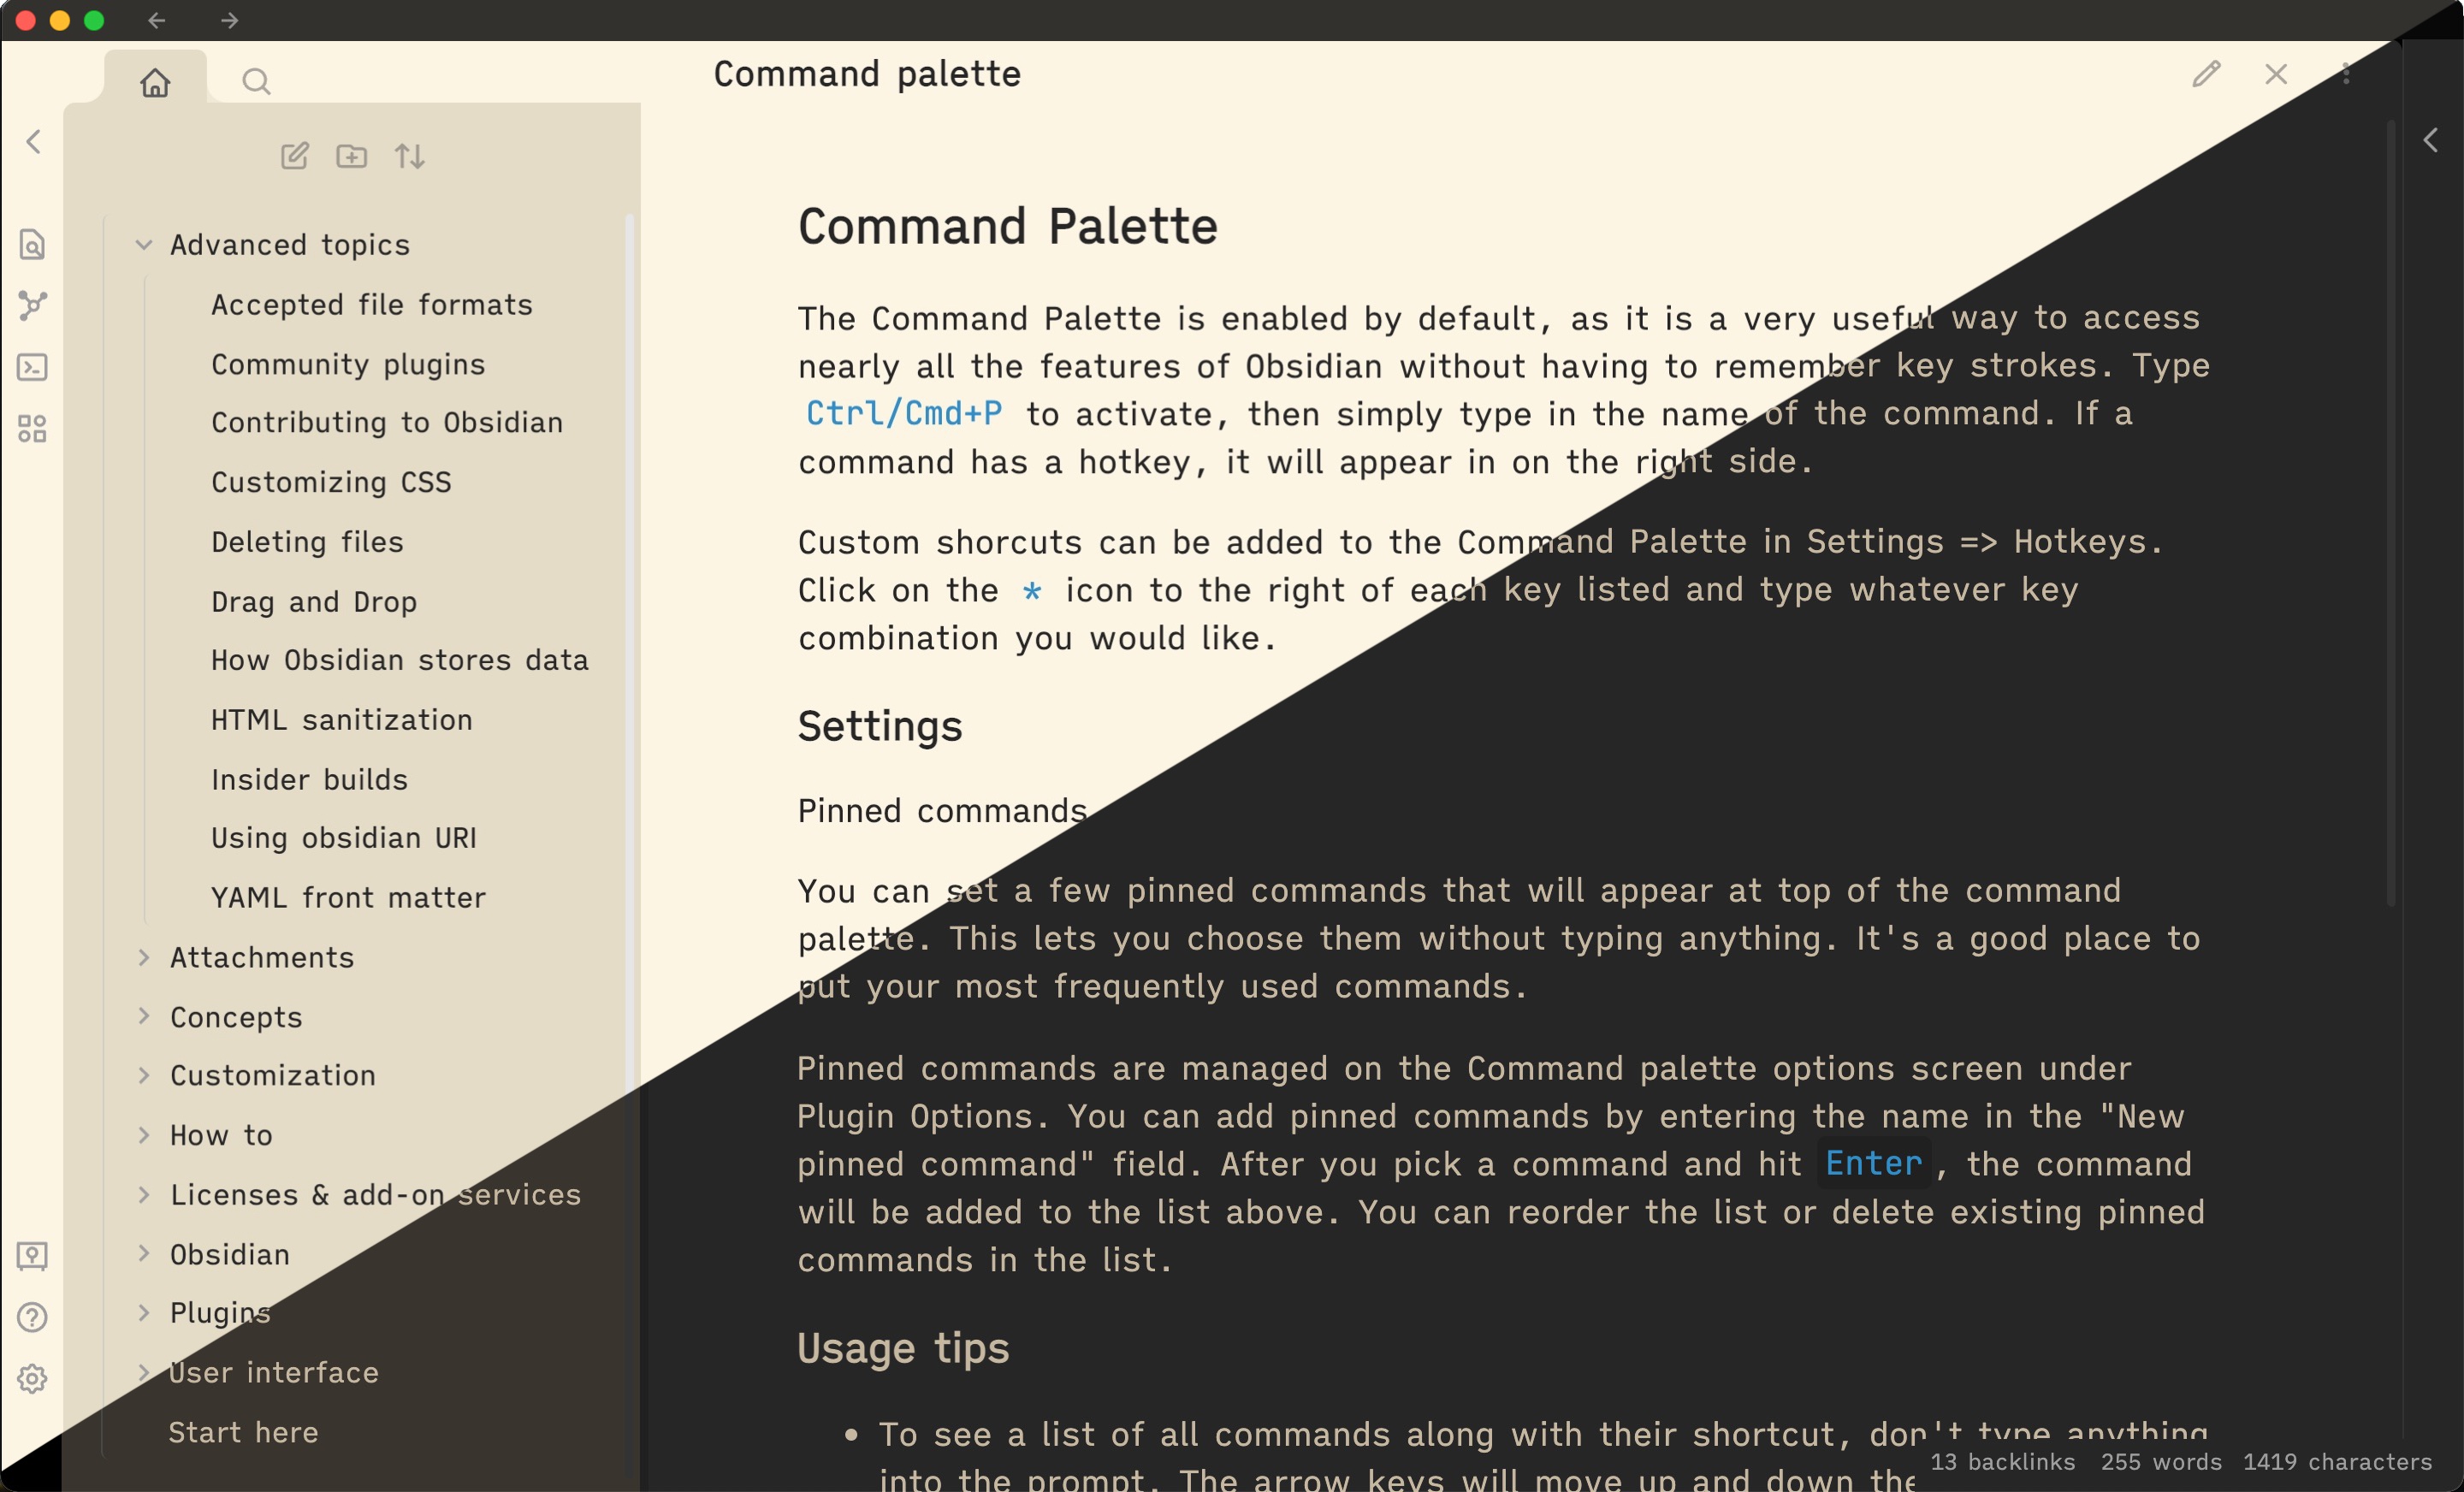 Command palette
Advanced topics
Accepted file formats
Community plugins
Contributing to Obsidian
Customizing CSS
Deleting files
Drag and Drop
How Obsidian stores data
HTML sanitization
Insider builds
Using obsidian URI
YAML front matter
Attachments
Concepts
Customization
How to
Licenses & add-on services
Obsidian
Plugins
User interface
Start here
Command Palette
The Command Palette is enabled by default, as it is a very useful way to access
nearly all the features of Obsidian without having to remember key strokes. Type
Ctrl/Cmd+P to activate, then simply type in the name of the command. If a
command has a hotkey, it will appear in on the right side.
Custom shorcuts can be added to the Command Palette in Settings => Hotkeys.
Click on the * icon to the right of each key listed and type whatever key
combination you would like.
Settings
Pinned commands
You can set a few pinned commands that will appear at top of the command
palette. This lets you choose them without typing anything. It's a good place to
put your most frequently used commands.
Pinned commands are managed on the Command palette options screen under
Plugin Options. You can add pinned commands by entering the name in the "New
pinned command" field. After you pick a command and hit Enter, the command
will be added to the list above. You can reorder the list or delete existing pinned
commands in the list.
Usage tips
• To see a list of all commands along with their shortcut, don't type anything
into the prompt. The arrow keys will move up and down the
13 backlinks 255 words 1419 characters